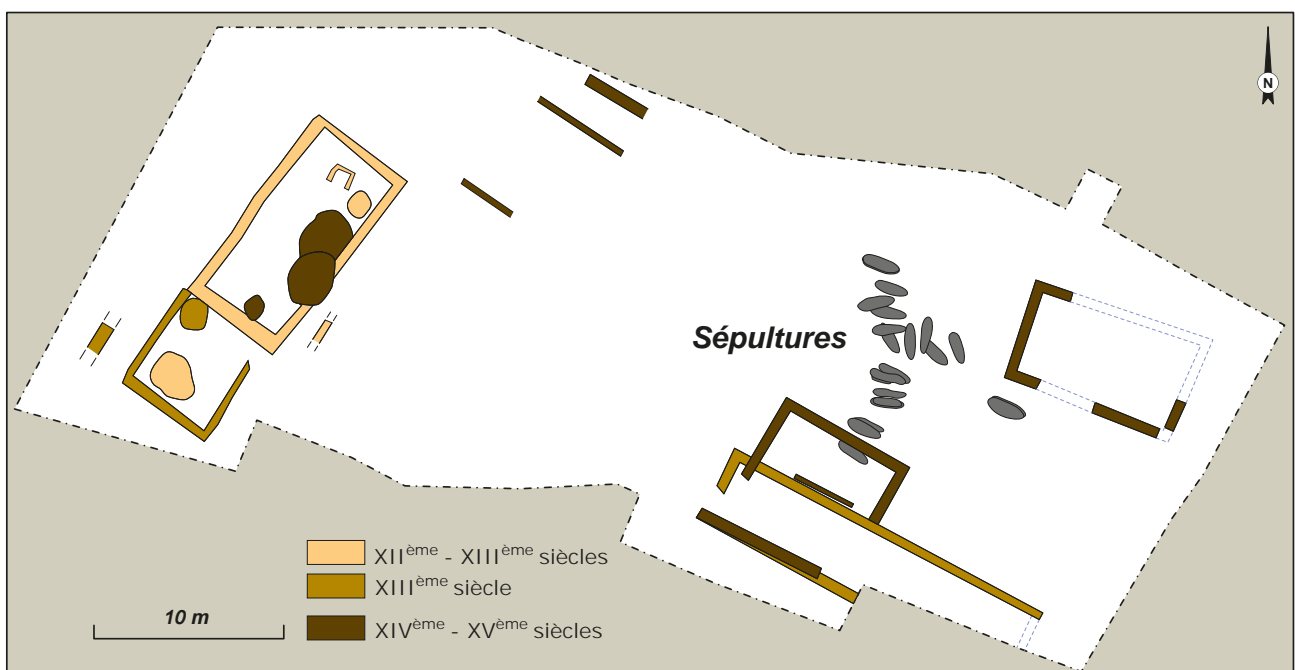 N
Sépultures
XIIème - XIIIème siècles
XIIIème siècle
10 m
XIVème - XVème siècles